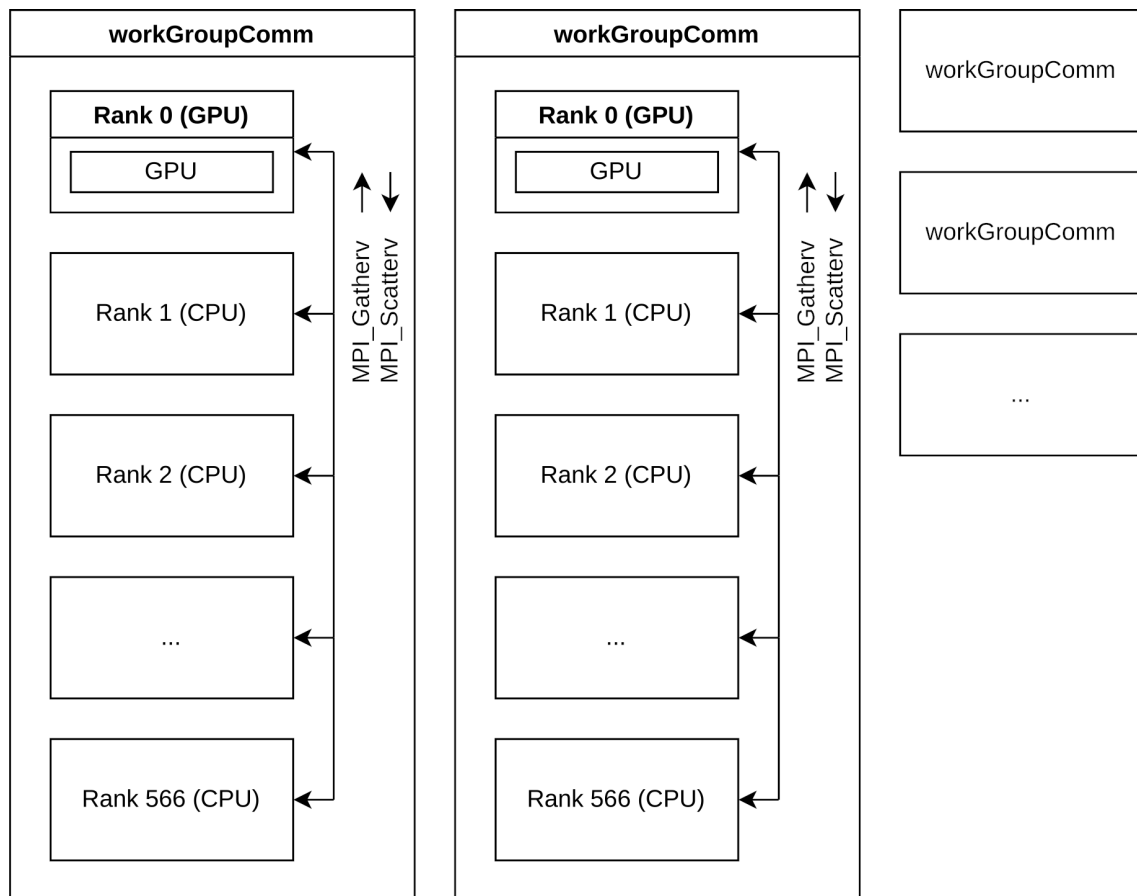 workGroupComm
Rank 0 (GPU)
GPU
Rank 1 (CPU)
Rank 2 (CPU)
...
Rank 566 (CPU)
MPI_Gatherv
MPI_Scatterv
workGroupComm
Rank 0 (GPU)
GPU
Rank 1 (CPU)
Rank 2 (CPU)
...
Rank 566 (CPU)
MPI_Gatherv
MPI_Scatterv
workGroupComm
workGroupComm
...